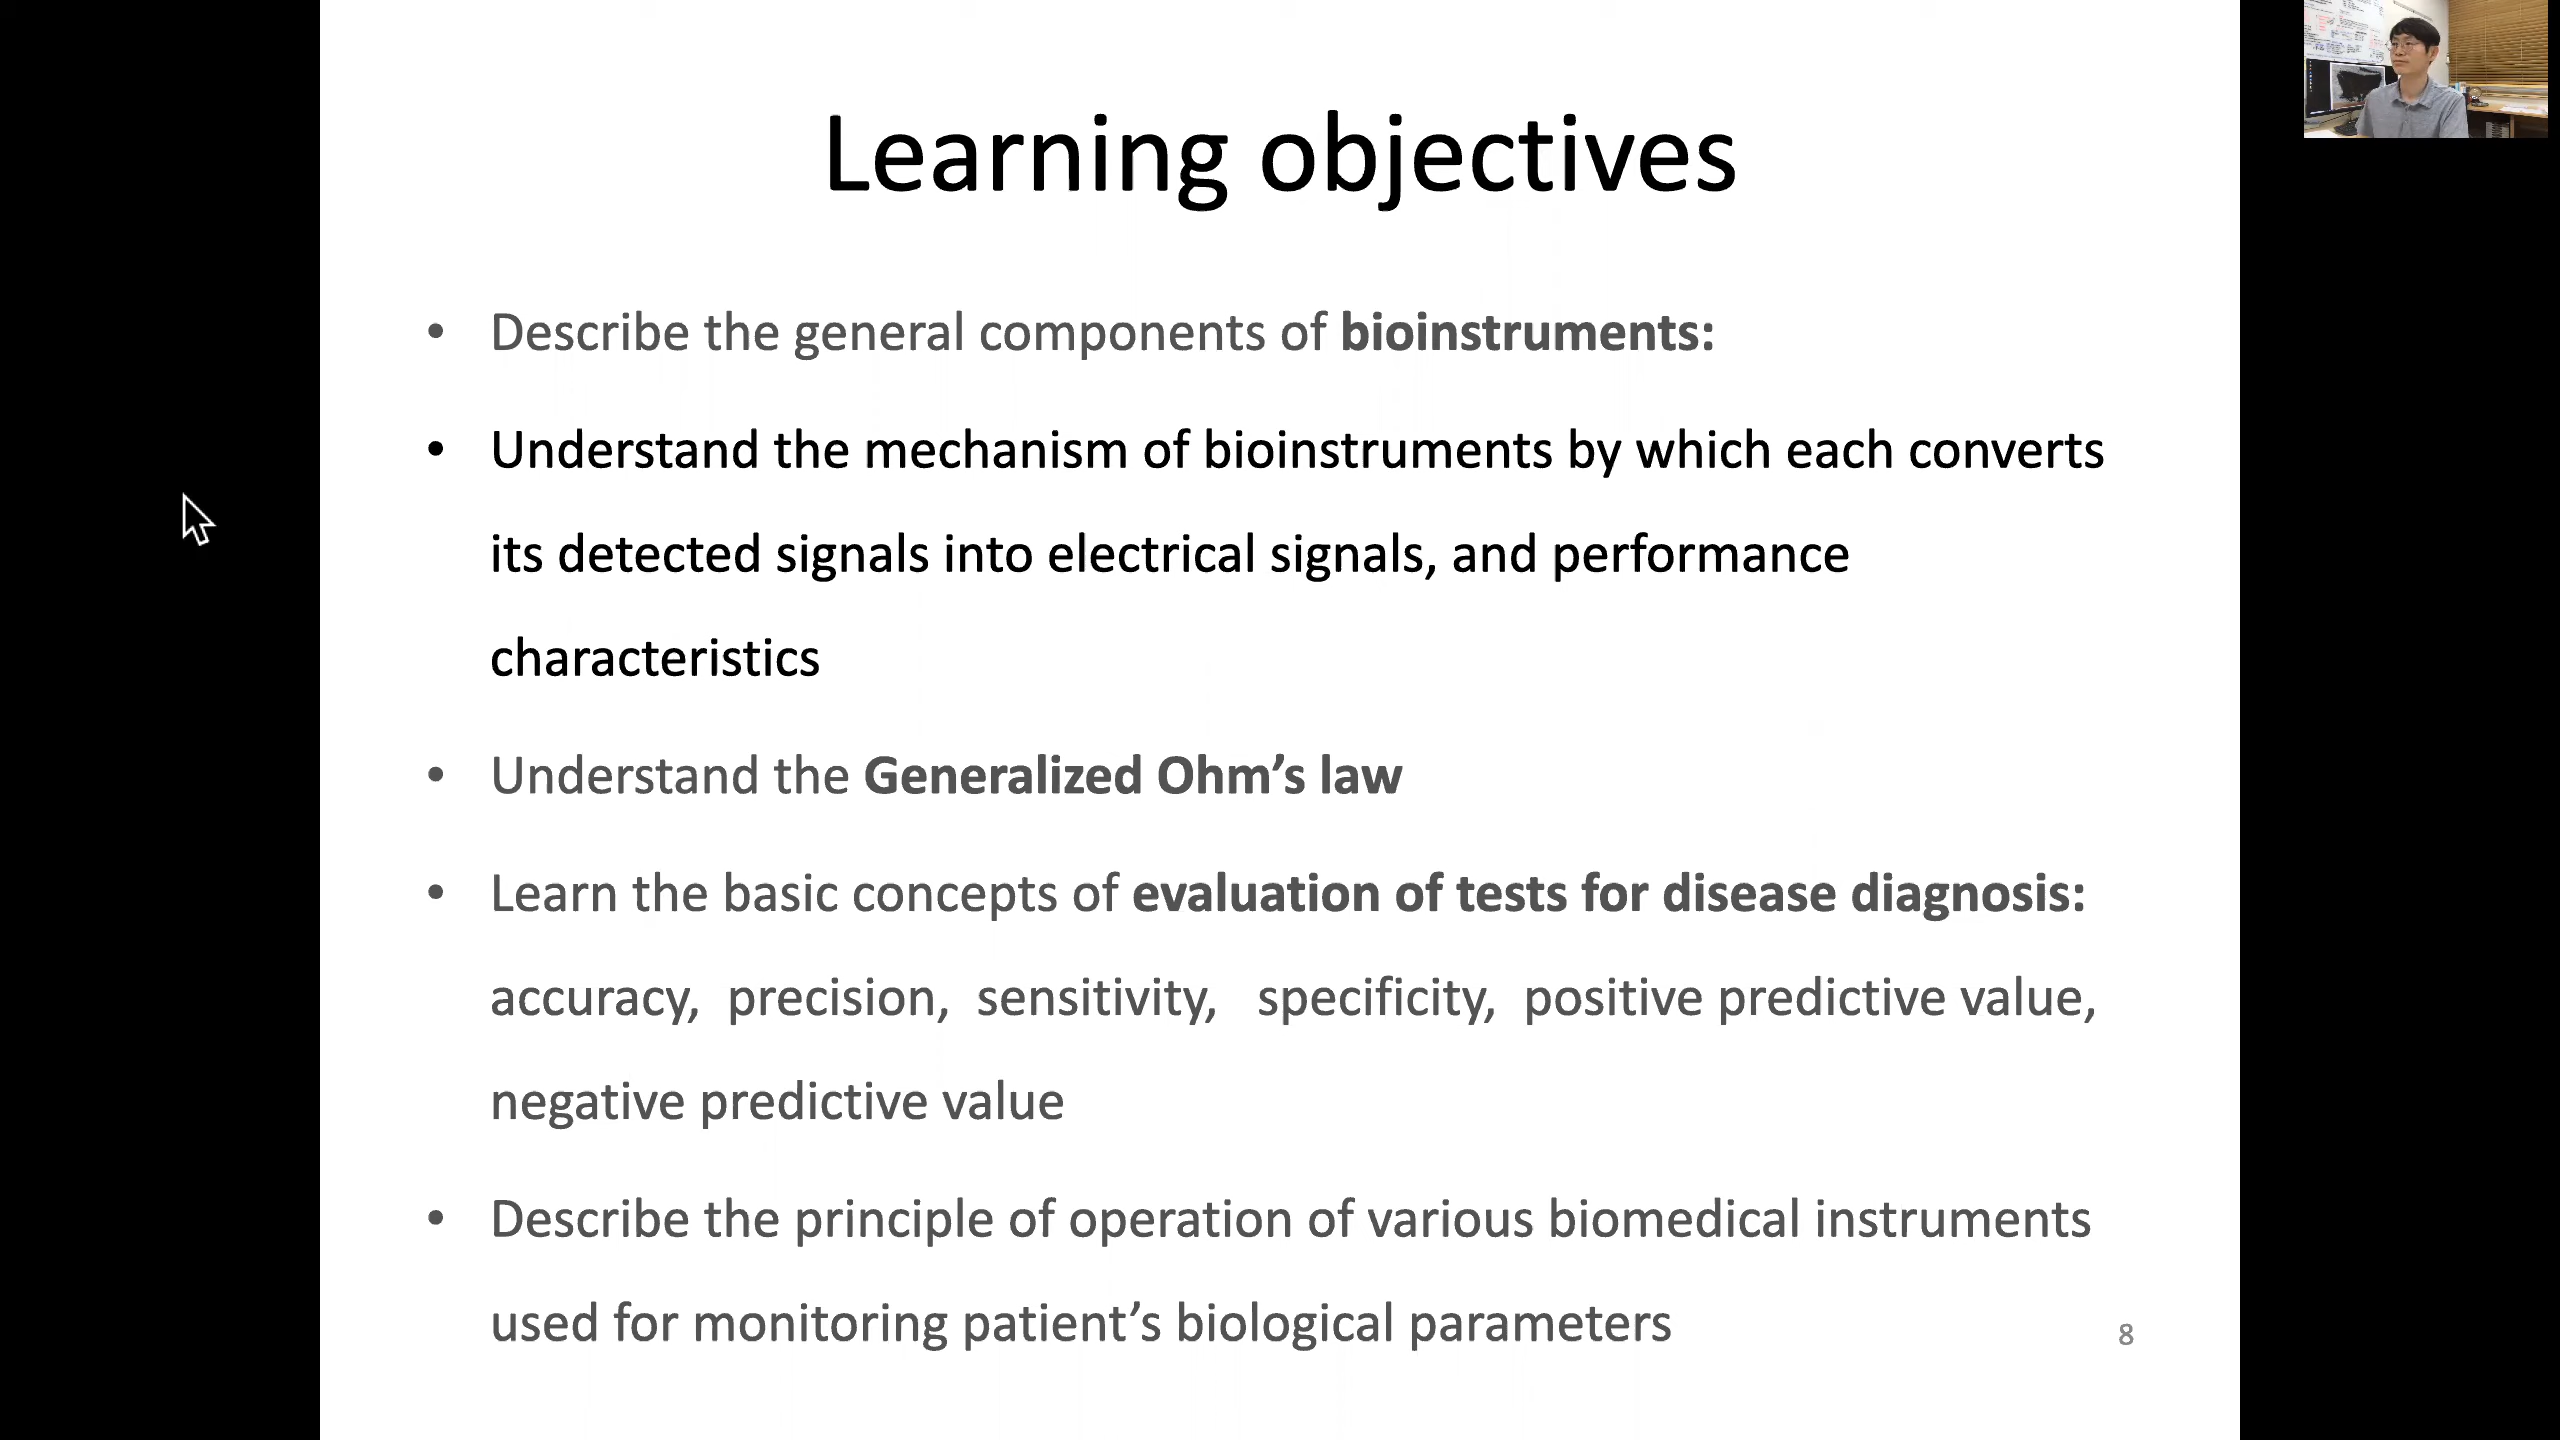 Learning objectives
• Describe the general components of bioinstruments:
• Understand the mechanism of bioinstruments by which each converts
its detected signals into electrical signals, and performance
characteristics
• Understand the Generalized Ohm’s law
• Learn the basic concepts of evaluation of tests for disease diagnosis:
accuracy, precision, sensitivity, specificity, positive predictive value,
negative predictive value
• Describe the principle of operation of various biomedical instruments
used for monitoring patient’s biological parameters
8